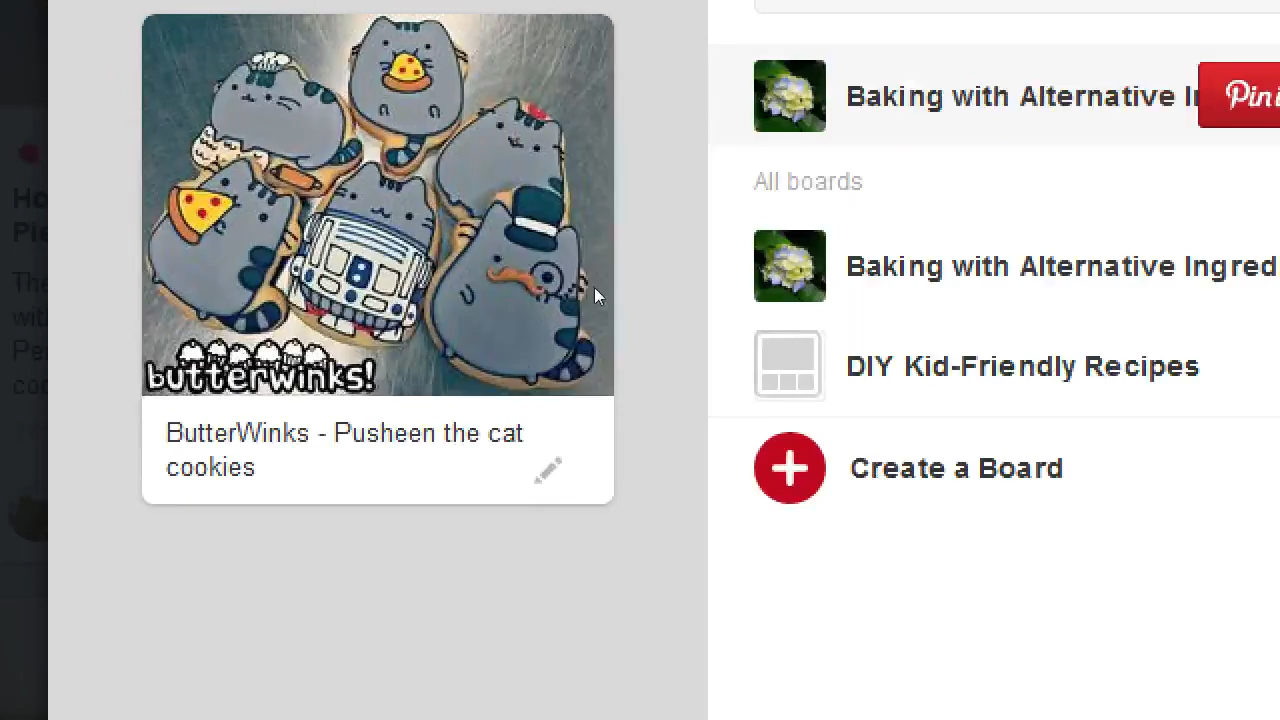 butterwinks!
ButterWinks - Pusheen the cat
cookies
Baking with Alternative
Pin
All boards
Baking with Alternative Ingred
DIY Kid-Friendly Recipes
Create a Board